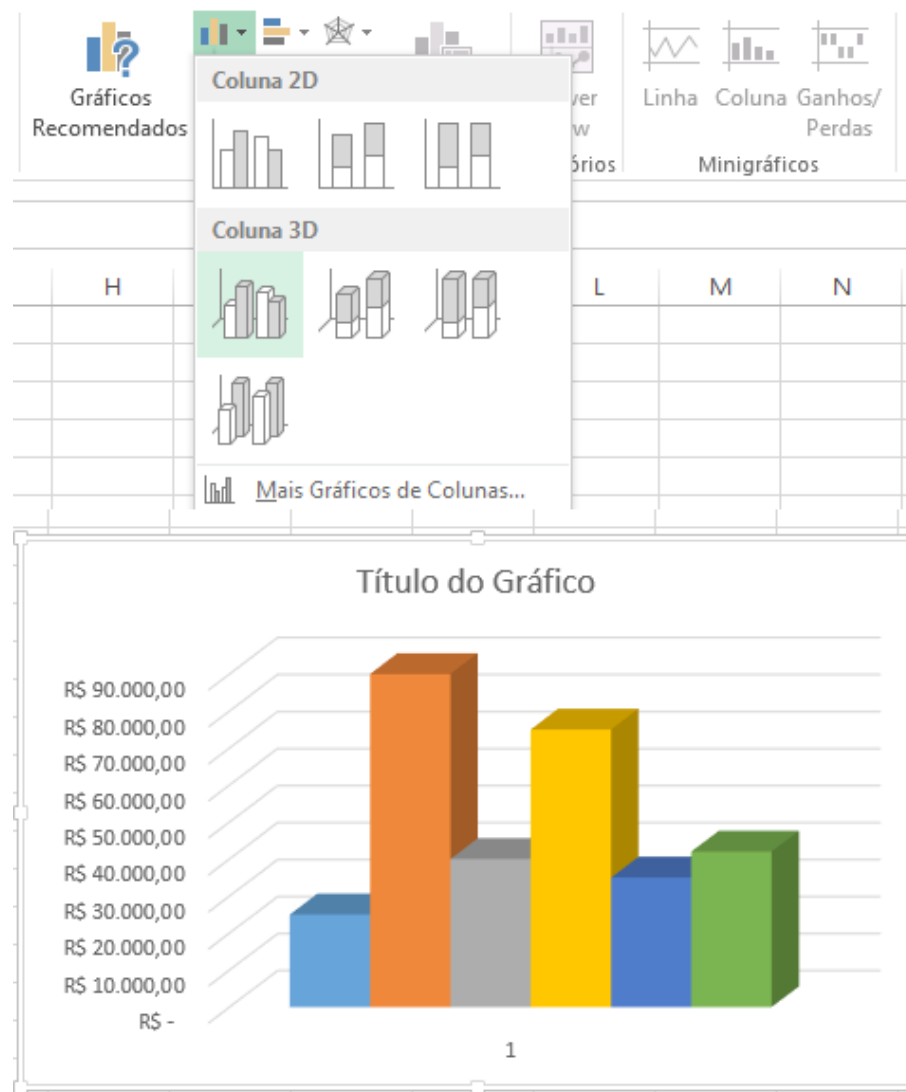 Gráficos
Recomendados
Coluna 2D
Linha
Coluna
Ganhos/
Perdas
órios
Minigráficos
Coluna 3D
H
L
M
N
Mais Gráficos de Colunas...
Título do Gráfico
R$ 90.000,00
R$ 80.000,00
R$ 70.000,00
R$ 60.000,00
R$ 50.000,00
R$ 40.000,00
R$ 30.000,00
R$ 20.000,00
R$ 10.000,00
R$ -
1